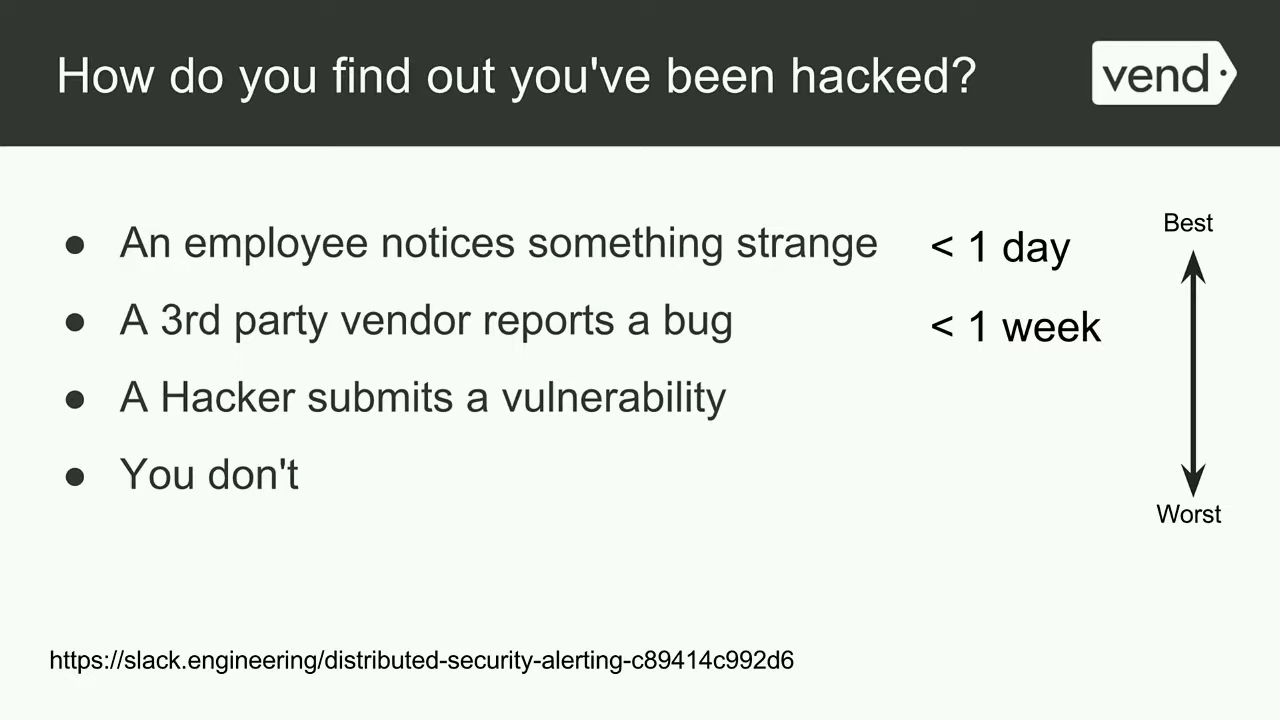 How do you find out you've been hacked?
vend
● An employee notices something strange < 1 day
● A 3rd party vendor reports a bug < 1 week
● A Hacker submits a vulnerability
● You don't
Best
Worst
https://slack.engineering/distributed-security-alerting-c89414c992d6